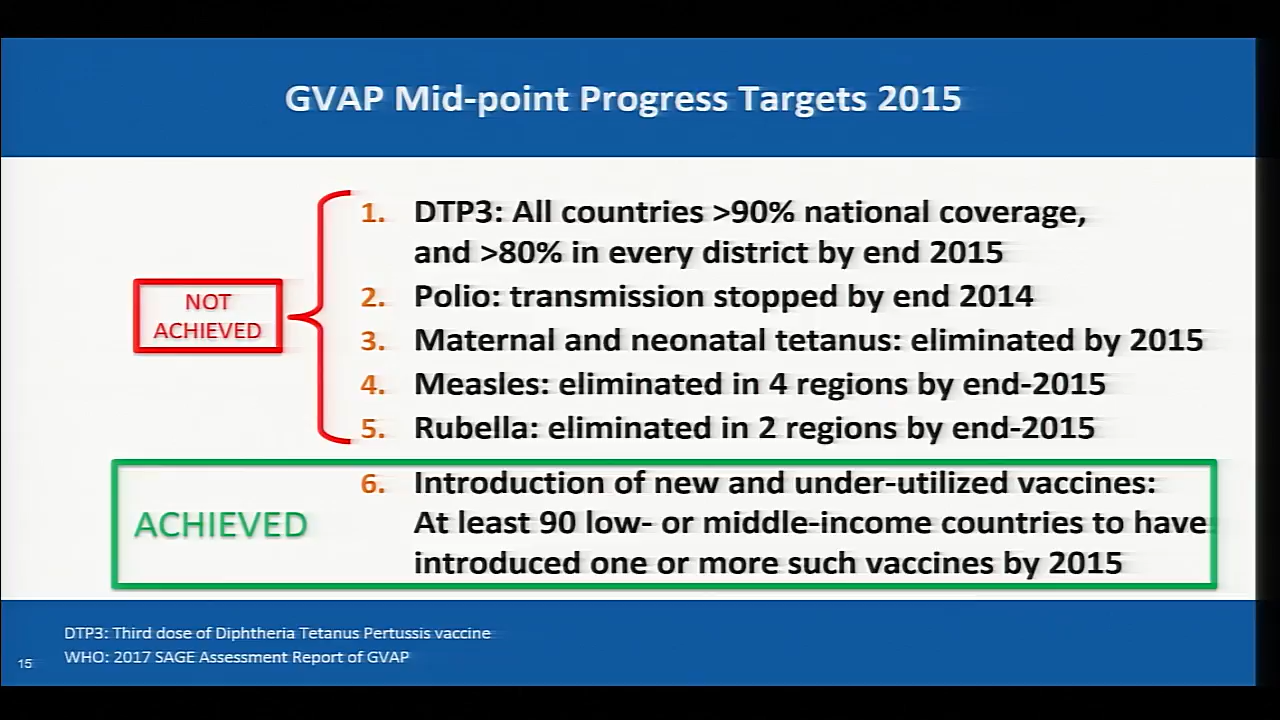 GVAP Mid-point Progress Targets 2015
NOT
ACHIEVED
1. DTP3: All countries >90% national coverage,
and >80% in every district by end 2015
2. Polio: transmission stopped by end 2014
3. Maternal and neonatal tetanus: eliminated by 2015
4. Measles: eliminated in 4 regions by end-2015
5. Rubella: eliminated in 2 regions by end-2015
ACHIEVED
6. Introduction of new and under-utilized vaccines:
At least 90 low- or middle-income countries to have
introduced one or more such vaccines by 2015
DTP3: Third dose of Diphtheria Tetanus Pertussis vaccine
WHO: 2017 SAGE Assessment Report of GVAP
15